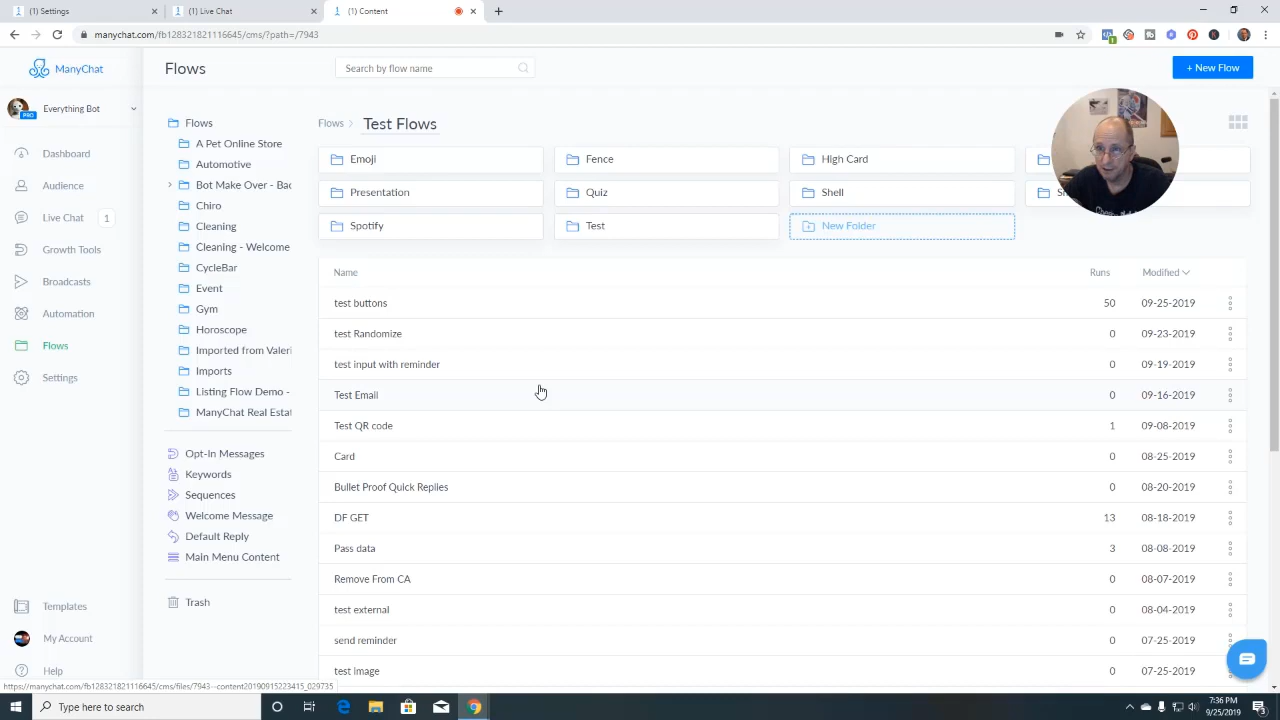 (1) Settings
(1) Live Chat
(1) Content
manychat.com/fb128321821116645/cms/?path=/7943
ManyChat
Flows
Search by flow name
+ New Flow
Everything Bot
PRO
Dashboard
Audience
Live Chat 1
Growth Tools
Broadcasts
Automation
Flows
Settings
Templates
My Account
Help
Flows
A Pet Online Store
Automotive
Bot Make Over - Bac
Chiro
Cleaning
Cleaning - Welcome
CycleBar
Event
Gym
Horoscope
Imported from Valeri
Imports
Listing Flow Demo -
ManyChat Real Estat
Opt-In Messages
Keywords
Sequences
Welcome Message
Default Reply
Main Menu Content
Trash
Flows > Test Flows
Emoji Fence High Card
Presentation Quiz Shell
Spotify Test New Folder
Name Runs Modified
test buttons 50 09-25-2019
test Randomize 0 09-23-2019
test input with reminder 0 09-19-2019
Test Email 0 09-16-2019
Test QR code 1 09-08-2019
Card 0 08-25-2019
Bullet Proof Quick Replies 0 08-20-2019
DF GET 13 08-18-2019
Pass data 3 08-08-2019
Remove From CA 0 08-07-2019
test external 0 08-04-2019
send reminder 0 07-25-2019
test image 0 07-25-2019
https://manychat.com/fb128321821116645/cms/files/7943--content20190915223415_029735
Type here to search
7:36 PM
9/25/2019
3